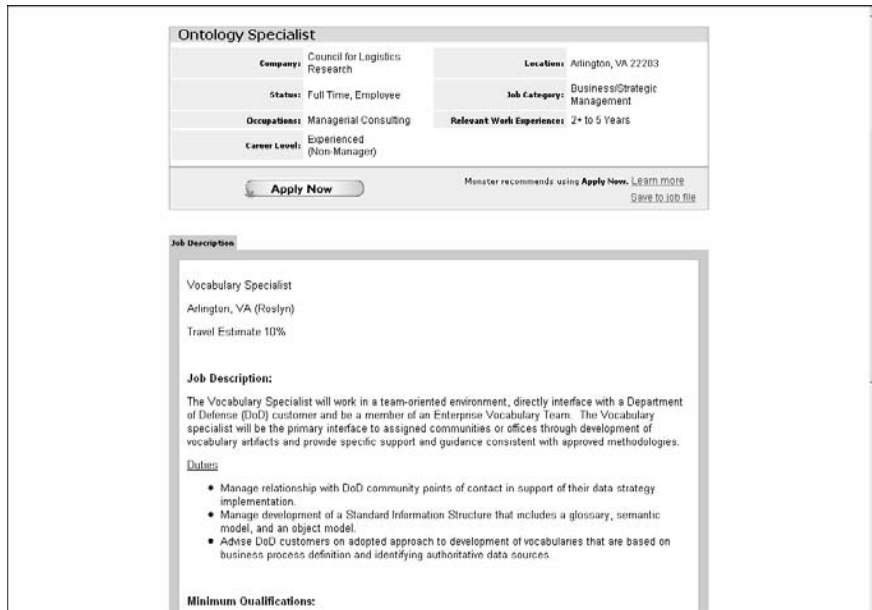 Ontology Specialist
Company: Council for Logistics Research
Location: Arlington, VA 22203
Status: Full Time, Employee
Job Category: Business/Strategic Management
Occupations: Managerial Consulting
Relevant Work Experience: 2+ to 5 Years
Career Level: Experienced (Non-Manager)
Apply Now
Monster recommends using Apply Now. Learn more
Save to job file
Job Description
Vocabulary Specialist
Arlington, VA (Roslyn)
Travel Estimate 10%
Job Description:
The Vocabulary Specialist will work in a team-oriented environment, directly interface with a Department
of Defense (DoD) customer and be a member of an Enterprise Vocabulary Team. The Vocabulary
specialist will be the primary interface to assigned communities or offices through development of
vocabulary artifacts and provide specific support and guidance consistent with approved methodologies.
Duties
• Manage relationship with DoD community points of contact in support of their data strategy
implementation.
• Manage development of a Standard Information Structure that includes a glossary, semantic
model, and an object model.
• Advise DoD customers on adopted approach to development of vocabularies that are based on
business process definition and identifying authoritative data sources
Minimum Qualifications: